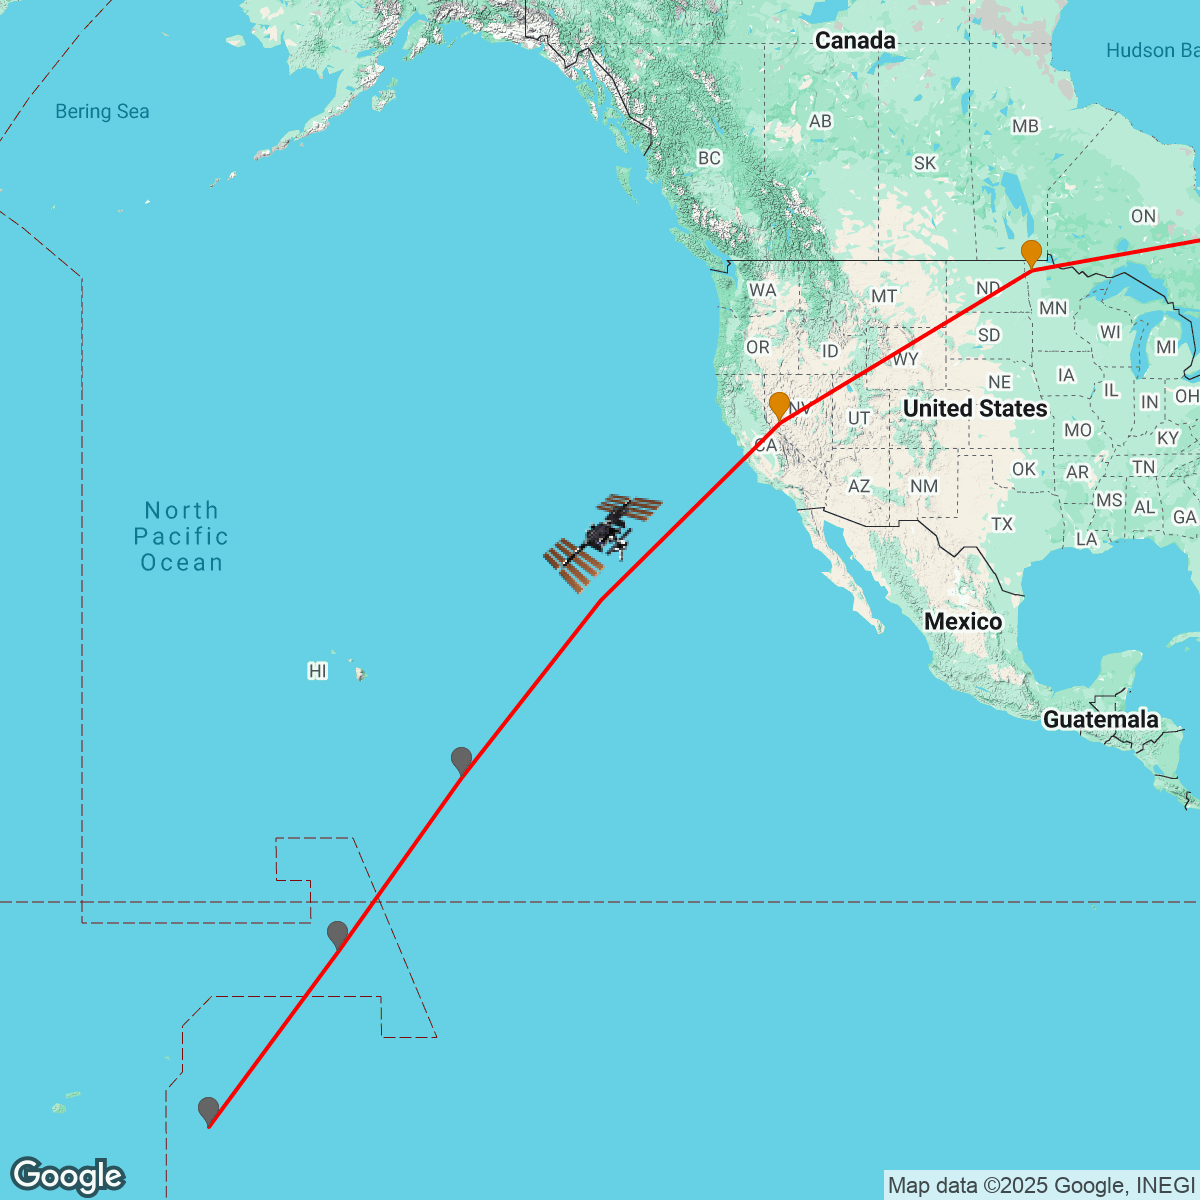 Canada
Hudson Ba
Bering Sea
AB
MB
BC
SK
ON
WA
MT
ND
MN
OR
ID
SD
WI
MI
WY
NE
IA
NV
UT
United States
IL
IN
OH
CA
MO
KY
OK
AR
TN
AZ
NM
MS
AL
GA
TX
LA
North
Pacific
Ocean
Mexico
HI
Guatemala
Google
Map data ©2025 Google, INEGI